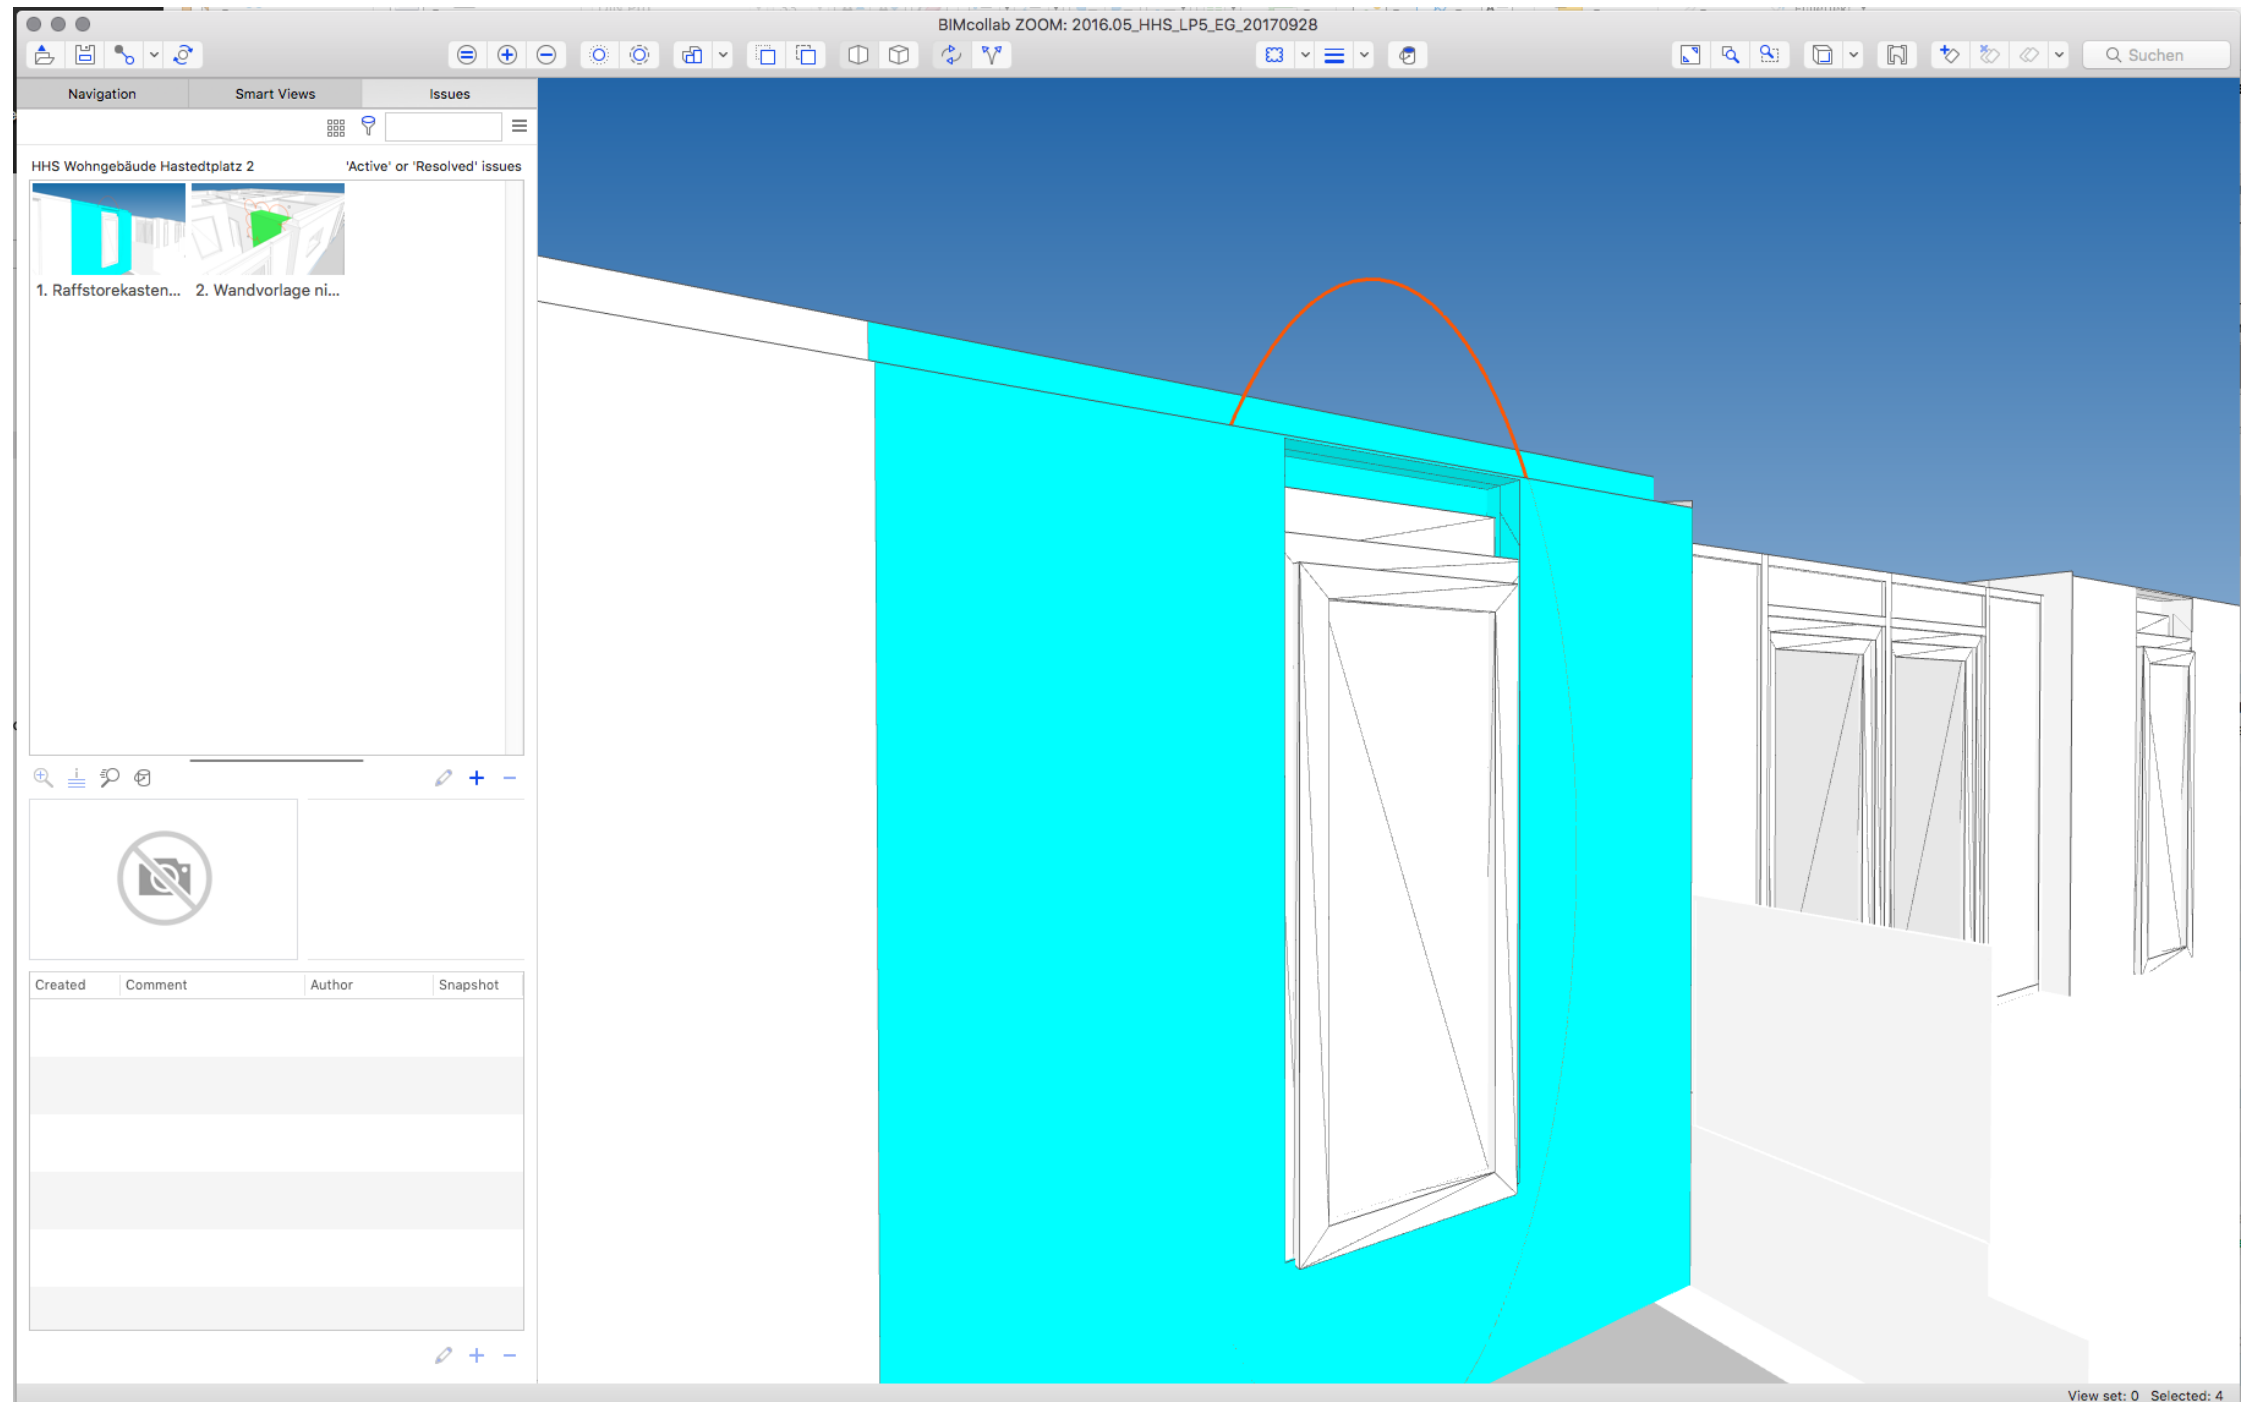 BIMcollab ZOOM: 2016.05_HHS_LP5_EG_20170928
Suchen
Navigation Smart Views Issues
HHS Wohngebäude Hastedtplatz 2 'Active' or 'Resolved' issues
1. Raffstorekasten... 2. Wandvorlage ni...
Created Comment Author Snapshot
View set: 0 Selected: 4